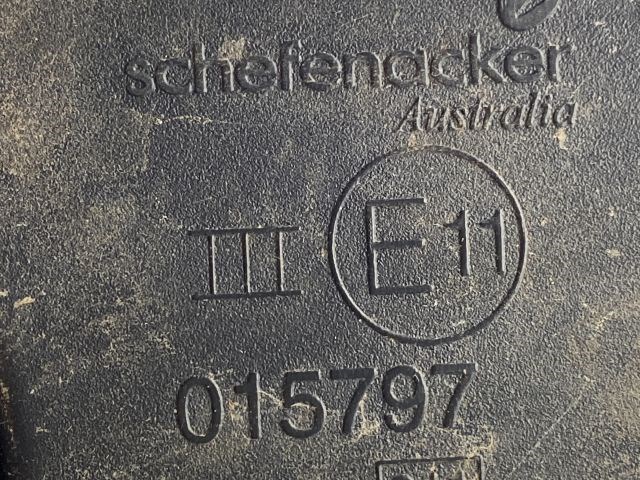 schefenacker
Australia
III E11
015797